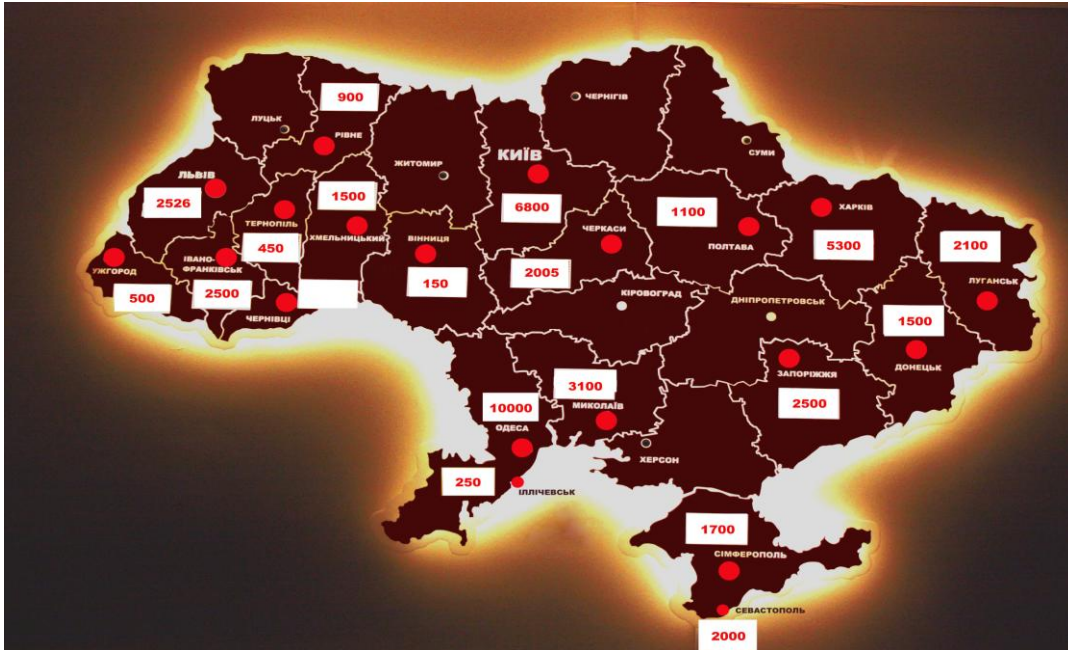 900
ЧЕРНІГІВ
ЛУЦЬК
РІВНЕ
СУМИ
ЖИТОМИР
КИЇВ
ЛЬВІВ
2526
1500
6800
1100
ХАРКІВ
ТЕРНОПІЛЬ
450
ХМЕЛЬНИЦЬКИЙ
ВІННИЦЯ
ЧЕРКАСИ
ПОЛТАВА
5300
2100
УЖГОРОД
ІВАНО-
ФРАНКІВСЬК
150
2005
ЛУГАНСЬК
500
2500
ЧЕРНІВЦІ
КІРОВОГРАД
ДНІПРОПЕТРОВСЬК
1500
ДОНЕЦЬК
ЗАПОРІЖЖЯ
3100
2500
10000
МИКОЛАЇВ
ОДЕСА
ХЕРСОН
250
ІЛЛІЧЕВСЬК
1700
СІМФЕРОПОЛЬ
СЕВАСТОПОЛЬ
2000